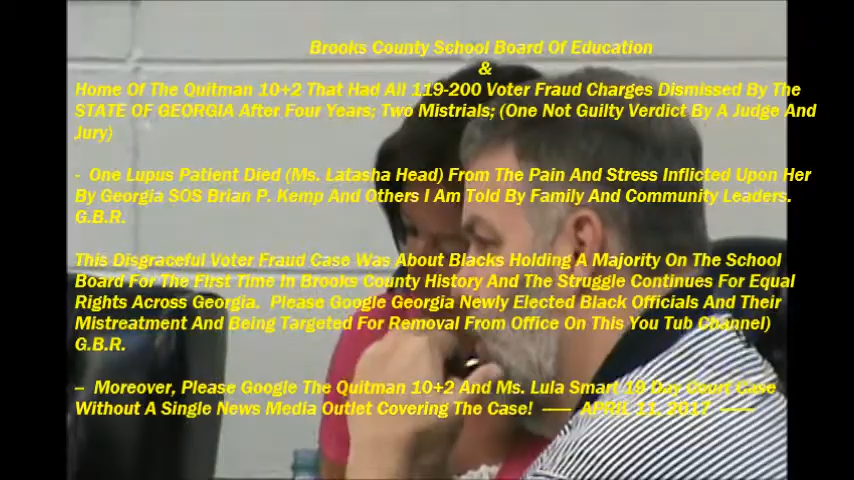 Brooks County School Board Of Education
&
Home Of The Quitman 10+2 That Had All 119-200 Voter Fraud Charges Dismissed By The
STATE OF GEORGIA After Four Years; Two Mistrials; (One Not Guilty Verdict By A Judge And
Jury)
- One Lupus Patient Died (Ms. Latasha Head) From The Pain And Stress Inflicted Upon Her
By Georgia SOS Brian P. Kemp And Others I Am Told By Family And Community Leaders.
G.B.R.
This Disgraceful Voter Fraud Case Was About Blacks Holding A Majority On The School
Board For The First Time In Brooks County History And The Struggle Continues For Equal
Rights Across Georgia. Please Google Georgia Newly Elected Black Officials And Their
Mistreatment And Being Targeted For Removal From Office On This You Tub Channel)
G.B.R.
-- Moreover, Please Google The Quitman 10+2 And Ms. Lula Smart 19 Day Court Case
Without A Single News Media Outlet Covering The Case! ----- APRIL 11, 2017 -----